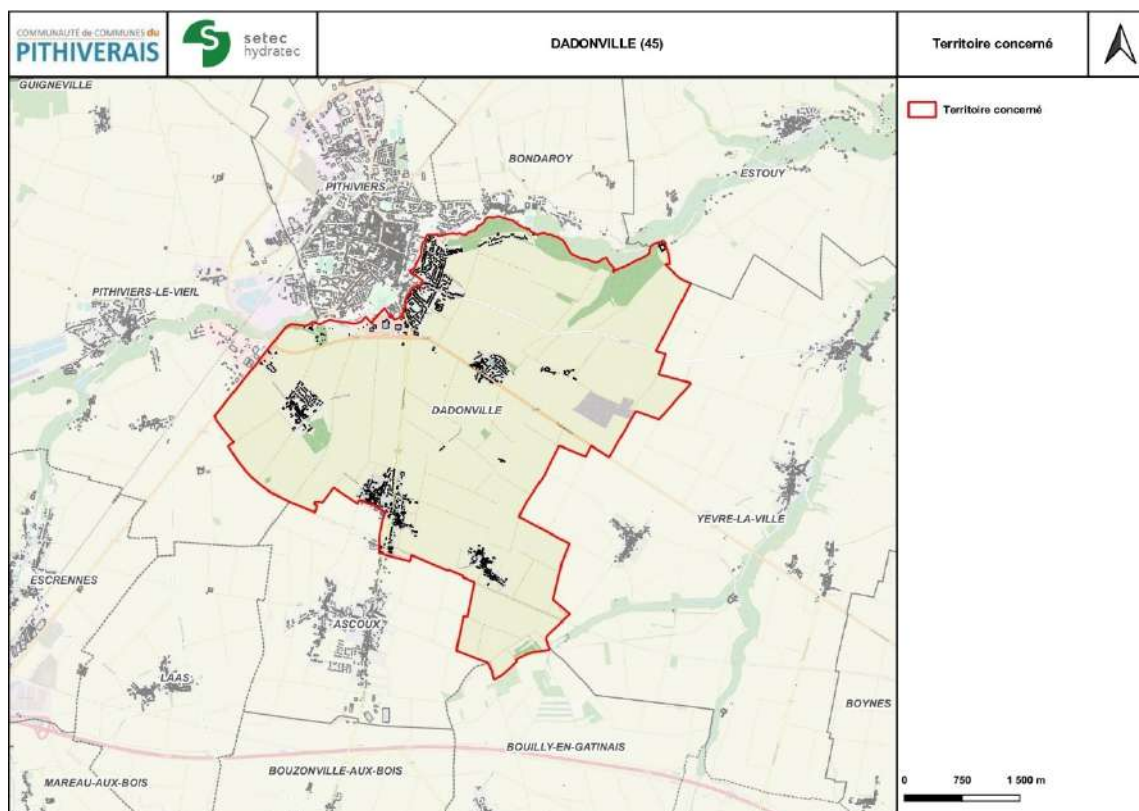 COMMUNAUTÉ de COMMUNES du
PITHIVERAIS
setec
hydratec
DADONVILLE (45)
Territoire concerné
GUIGNEVILLE
Territoire concerné
BONDAROY
ESTOUY
PITHIVIERS
PITHIVIERS-LE-VIEIL
DADONVILLE
YEVRE-LA-VILLE
ESCRENNES
ASCOUX
LAAS
BOYNES
BOUILLY-EN-GATINAIS
BOUZONVILLE-AUX-BOIS
MAREAU-AUX-BOIS
0 750 1 500 m